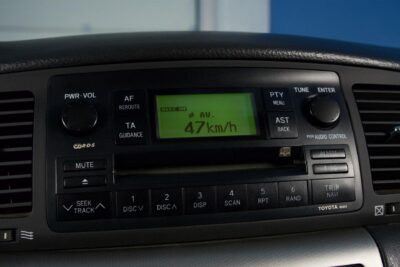 PWR·VOL
AF
REROUTE
TA
GUIDANCE
MUTE
SEEK
TRACK
ø AV.
47km/h
PTY
MENU
AST
BACK
TUNE ENTER
AUDIO CONTROL
1 DISC
2 DISC
3 DISP
4 SCAN
5 RPT
6 RAND
TRIP
NAVI
TOYOTA